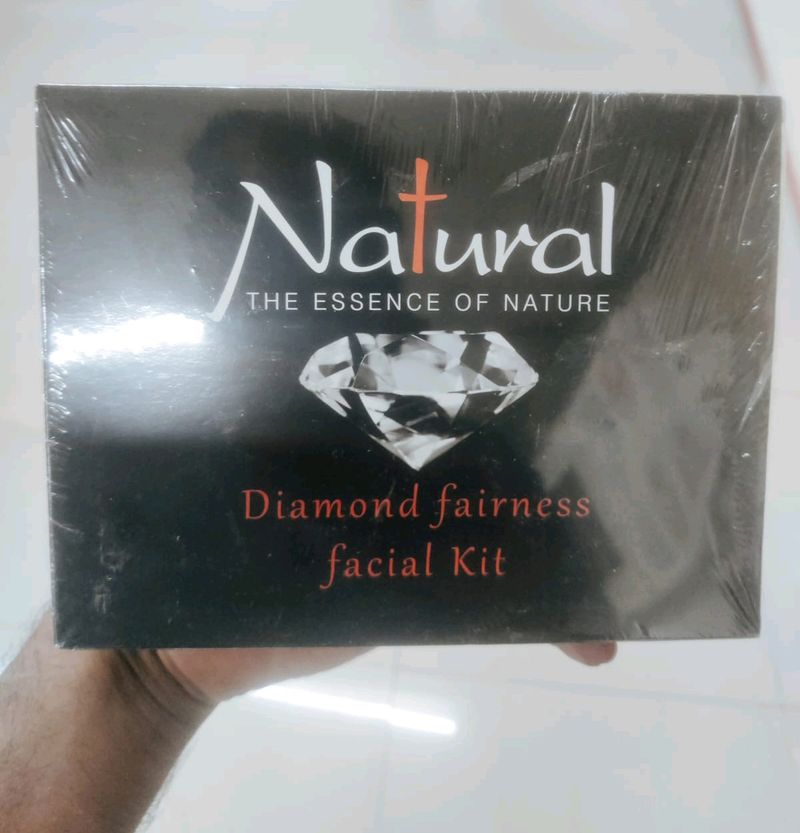 Natural
THE ESSENCE OF NATURE
Diamond fairness
facial Kit